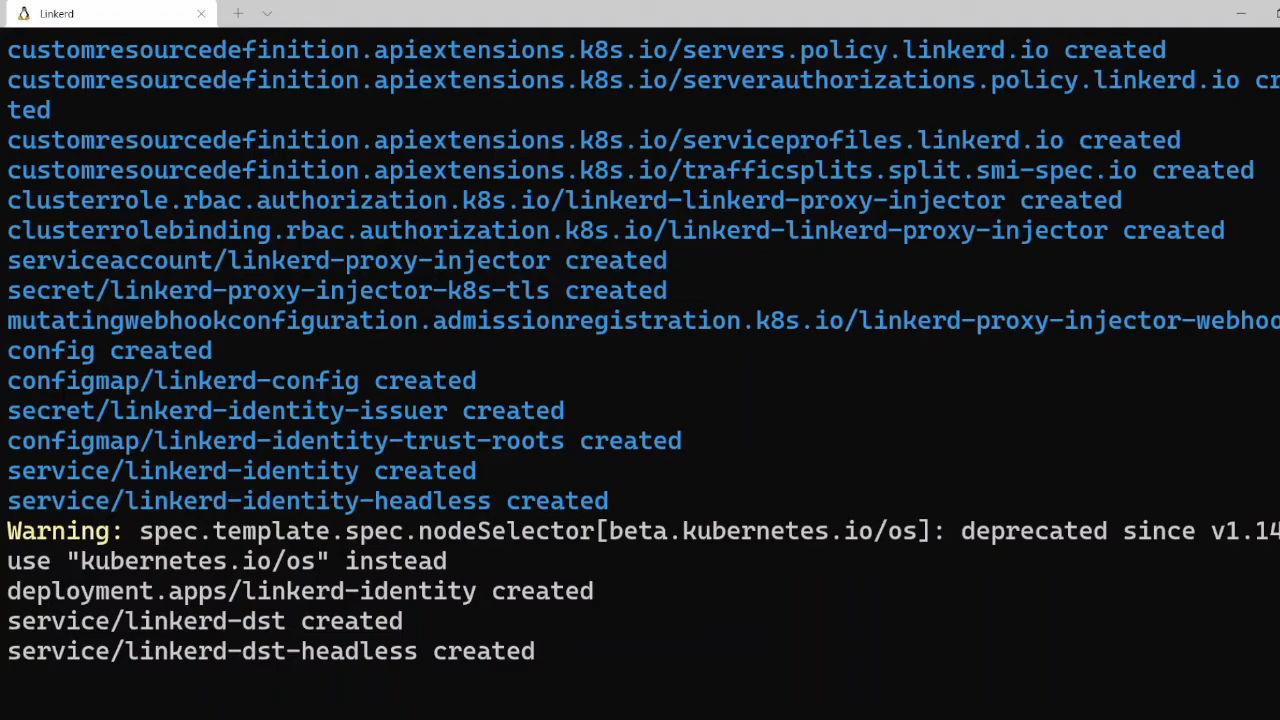 Linkerd
customresourcedefinition.apiextensions.k8s.io/servers.policy.linkerd.io created
customresourcedefinition.apiextensions.k8s.io/serverauthorizations.policy.linkerd.io cr
ted
customresourcedefinition.apiextensions.k8s.io/serviceprofiles.linkerd.io created
customresourcedefinition.apiextensions.k8s.io/trafficsplits.split.smi-spec.io created
clusterrole.rbac.authorization.k8s.io/linkerd-linkerd-proxy-injector created
clusterrolebinding.rbac.authorization.k8s.io/linkerd-linkerd-proxy-injector created
serviceaccount/linkerd-proxy-injector created
secret/linkerd-proxy-injector-k8s-tls created
mutatingwebhookconfiguration.admissionregistration.k8s.io/linkerd-proxy-injector-webhoo
config created
configmap/linkerd-config created
secret/linkerd-identity-issuer created
configmap/linkerd-identity-trust-roots created
service/linkerd-identity created
service/linkerd-identity-headless created
Warning: spec.template.spec.nodeSelector[beta.kubernetes.io/os]: deprecated since v1.14
use "kubernetes.io/os" instead
deployment.apps/linkerd-identity created
service/linkerd-dst created
service/linkerd-dst-headless created